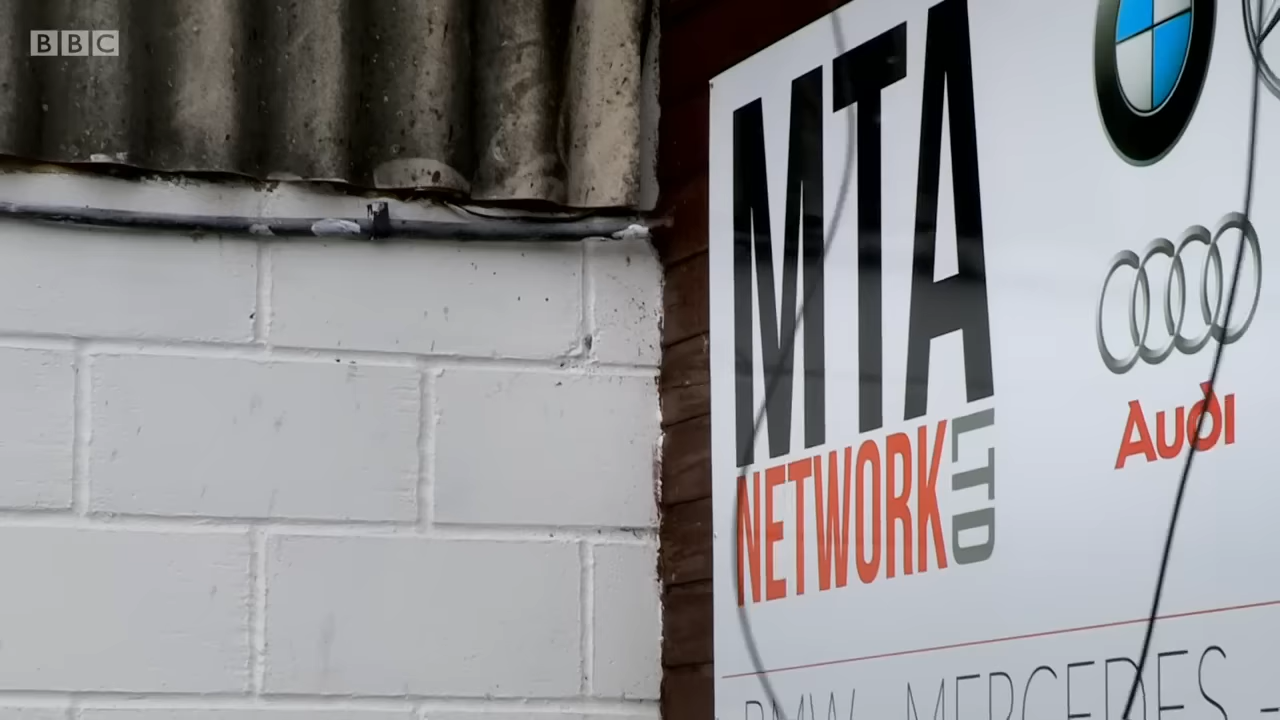 BBC
MTA
NETWORK LTD
Audi
BMW - MERCEDES -